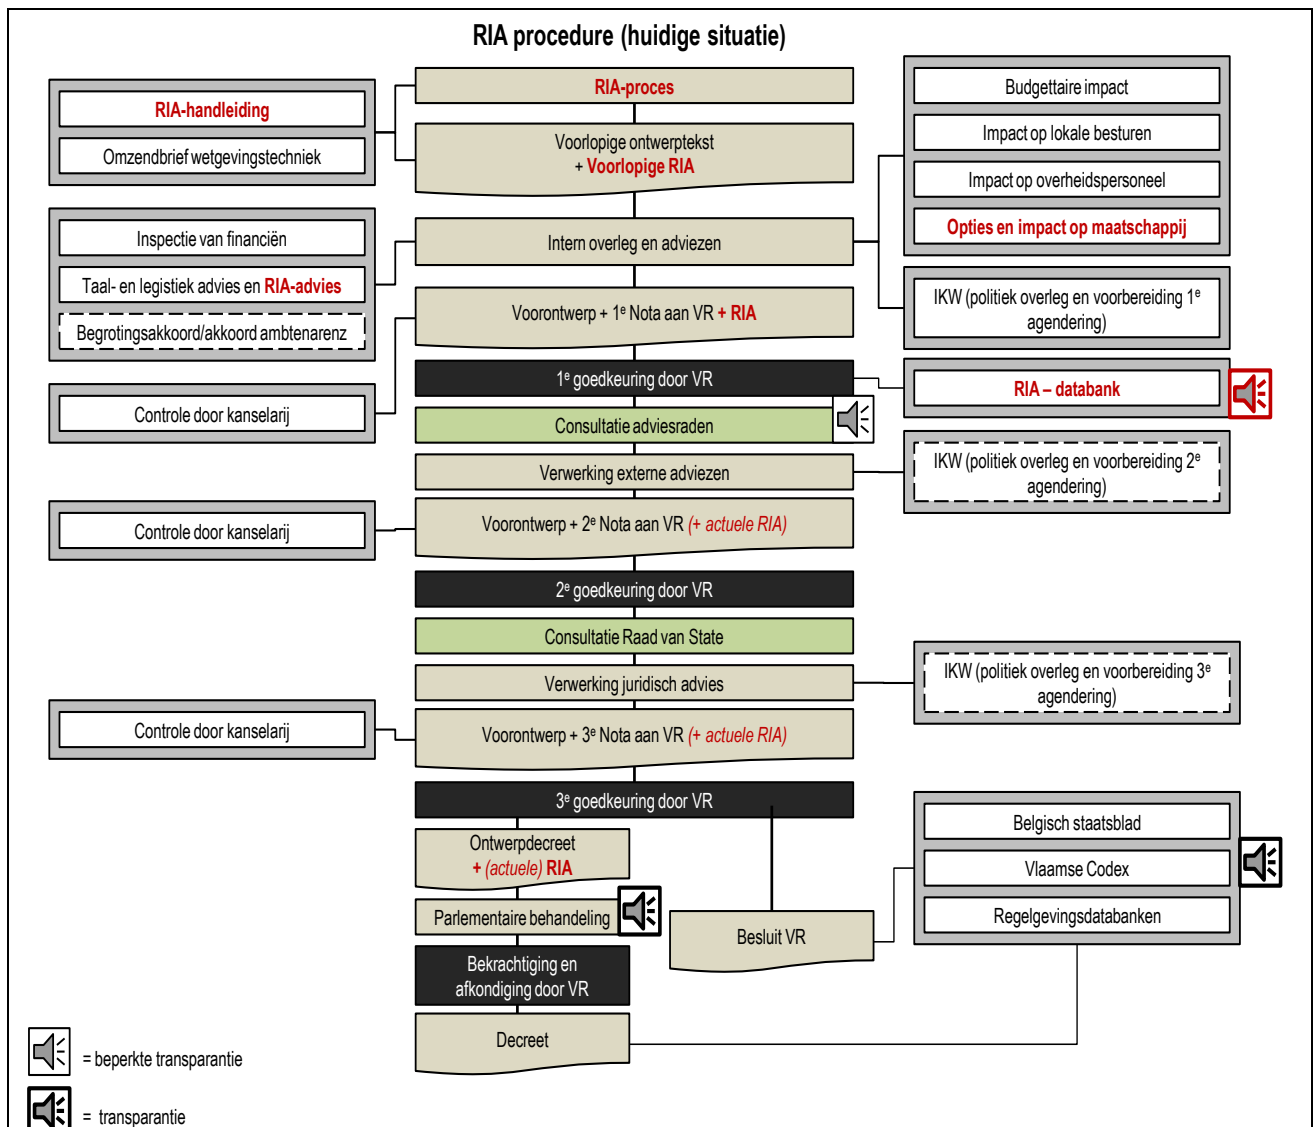 RIA procedure (huidige situatie)
RIA-handleiding
Omzendbrief wetgevingstechniek
RIA-proces
Voorlopige ontwerptekst
+ Voorlopige RIA
Budgettaire impact
Impact op lokale besturen
Impact op overheidspersoneel
Opties en impact op maatschappij
Inspectie van financiën
Taal- en legistiek advies en RIA-advies
Begrotingsakkoord/akkoord ambtenarenz
Intern overleg en adviezen
IKW (politiek overleg en voorbereiding 1e
agendering)
Voorontwerp + 1e Nota aan VR + RIA
Controle door kanselarij
1e goedkeuring door VR
RIA – databank
Consultatie adviesraden
Verwerking externe adviezen
IKW (politiek overleg en voorbereiding 2e
agendering)
Controle door kanselarij
Voorontwerp + 2e Nota aan VR (+ actuele RIA)
2e goedkeuring door VR
Consultatie Raad van State
Verwerking juridisch advies
IKW (politiek overleg en voorbereiding 3e
agendering)
Controle door kanselarij
Voorontwerp + 3e Nota aan VR (+ actuele RIA)
3e goedkeuring door VR
Ontwerpdecreet
+ (actuele) RIA
Parlementaire behandeling
Bekrachtiging en
afkondiging door VR
Decreet
Besluit VR
Belgisch staatsblad
Vlaamse Codex
Regelgevingsdatabanken
= beperkte transparantie
= transparantie